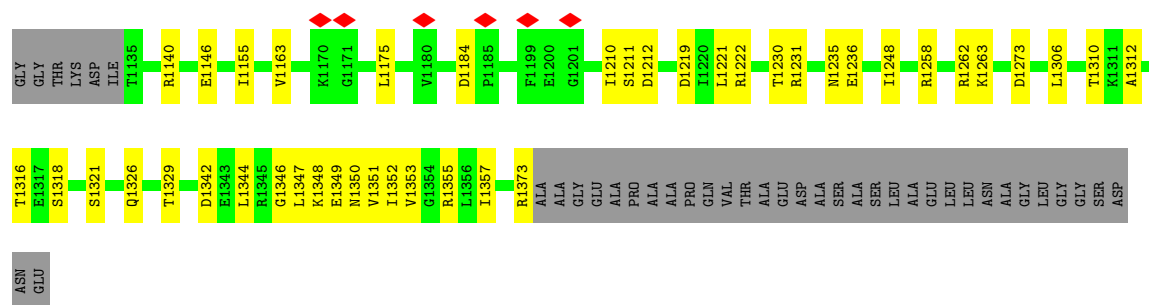 GLY GLY THR LYS ASP ILE T1135 R1140 E1146 I1155 V1163 K1170 G1171 L1175 V1180 D1184 P1185 F1199 E1200 G1201 I1210 S1211 D1212 D1219 I1220 L1221 R1222 T1230 R1231 N1235 E1236 I1248 R1258 R1262 K1263 D1273 L1306 T1310 K1311 A1312
T1316 E1317 S1318 S1321 Q1326 T1329 D1342 E1343 L1344 R1345 G1346 L1347 K1348 E1349 N1350 V1351 I1352 V1353 G1354 R1355 L1356 I1357 R1373 ALA ALA GLY GLU ALA PRO ALA ALA PRO GLN VAL THR ALA GLU ASP ALA SER ALA SER LEU ALA GLU LEU LEU ASN ALA GLY LEU GLY GLY SER ASP
ASN GLU